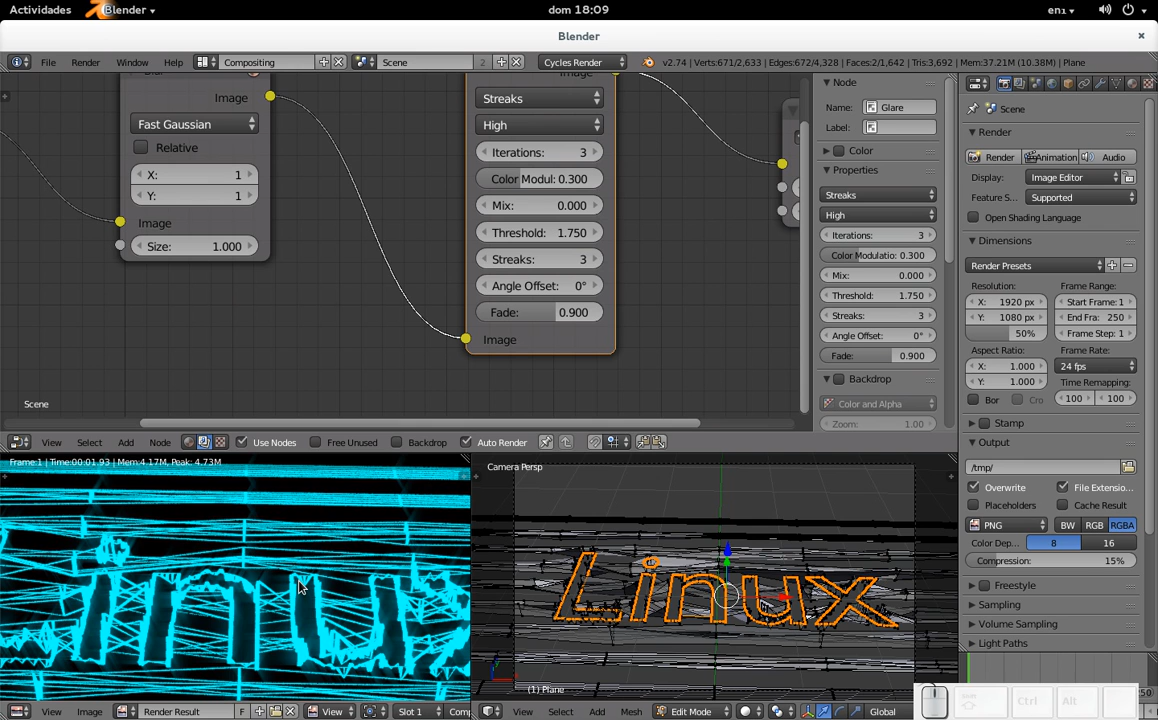 Actividades Blender dom 18:09 en1
Blender
File Render Window Help Compositing Scene 2 Cycles Render v2.74 | Verts:671/2,633 | Edges:672/4,328 | Faces:2/1,642 | Tris:3,692 | Mem:37.21M (10.38M) | Plane
Image
Fast Gaussian
Relative
X: 1
Y: 1
Image
Size: 1.000
Image
Streaks
High
Iterations: 3
Color Modul: 0.300
Mix: 0.000
Threshold: 1.750
Streaks: 3
Angle Offset: 0°
Fade: 0.900
Image
Scene
Node
Name: Glare
Label:
Color
Properties
Streaks
High
Iterations: 3
Color Modulatio: 0.300
Mix: 0.000
Threshold: 1.750
Streaks: 3
Angle Offset: 0°
Fade: 0.900
Backdrop
Color and Alpha
Zoom: 1.00
View Select Add Node Use Nodes Free Unused Backdrop Auto Render
Frame:1 | Time:00:01.93 | Mem:4.17M, Peak: 4.73M
Camera Persp
Linux
(1) Plane
View Image Render Result F View Slot 1 Comp
View Select Add Mesh Edit Mode Global
Scene
Render
Render Animation Audio
Display: Image Editor
Feature S... Supported
Open Shading Language
Dimensions
Render Presets
Resolution: Frame Range:
X: 1920 px Start Frame: 1
Y: 1080 px End Fra: 250
50% Frame Step: 1
Aspect Ratio: Frame Rate:
X: 1.000 24 fps
Y: 1.000 Time Remapping:
Bor Cro 100 100
Stamp
Output
/tmp/
Overwrite File Extensio...
Placeholders Cache Result
PNG BW RGB RGBA
Color Dep... 8 16
Compression: 15%
Freestyle
Sampling
Volume Sampling
Light Paths
Ctrl Alt